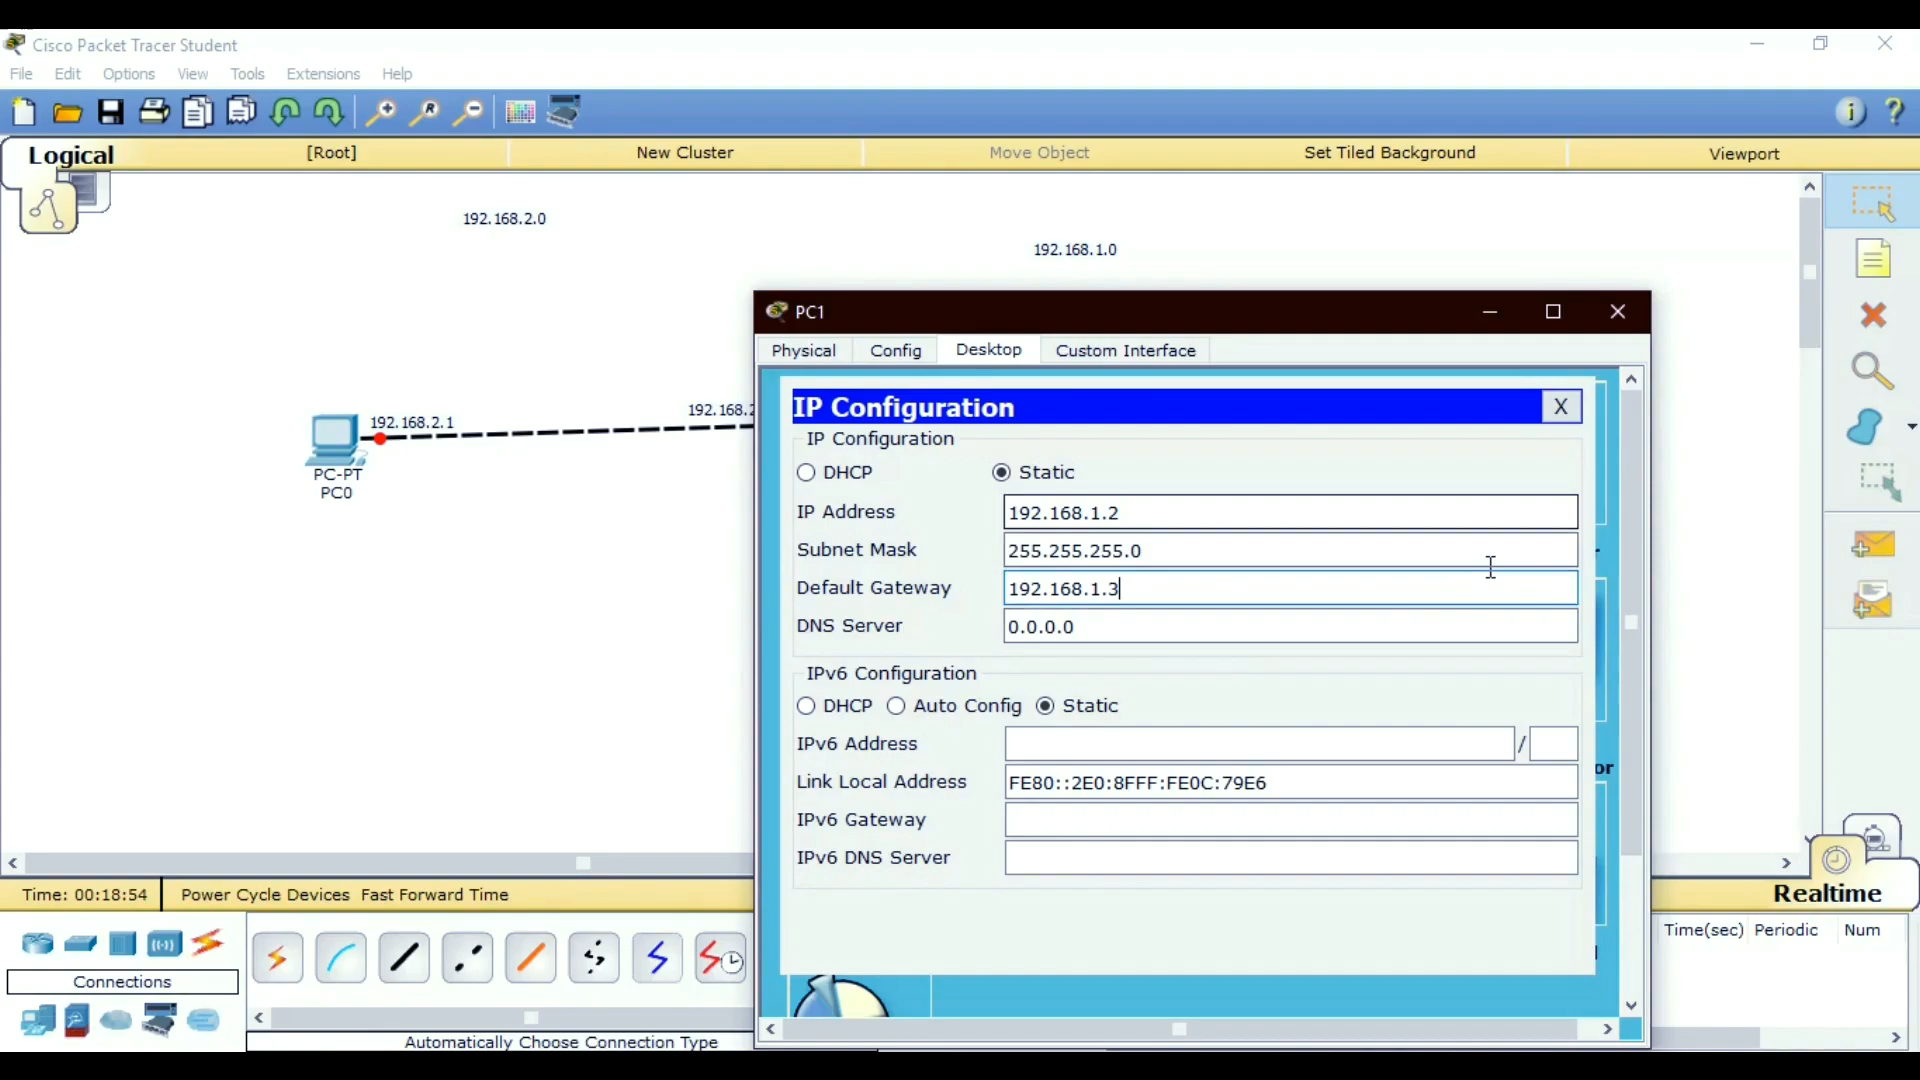 Cisco Packet Tracer Student
File Edit Options View Tools Extensions Help
Logical [Root] New Cluster Move Object Set Tiled Background Viewport
192.168.2.0
192.168.1.0
PC1
Physical Config Desktop Custom Interface
IP Configuration X
IP Configuration
DHCP Static
IP Address 192.168.1.2
Subnet Mask 255.255.255.0
Default Gateway 192.168.1.3
DNS Server 0.0.0.0
IPv6 Configuration
DHCP Auto Config Static
IPv6 Address /
Link Local Address FE80::2E0:8FFF:FE0C:79E6
IPv6 Gateway
IPv6 DNS Server
or
192.168.2.1
192.168.2
PC-PT
PC0
Time: 00:18:54 Power Cycle Devices Fast Forward Time
Realtime
Time(sec) Periodic Num
Connections
Automatically Choose Connection Type